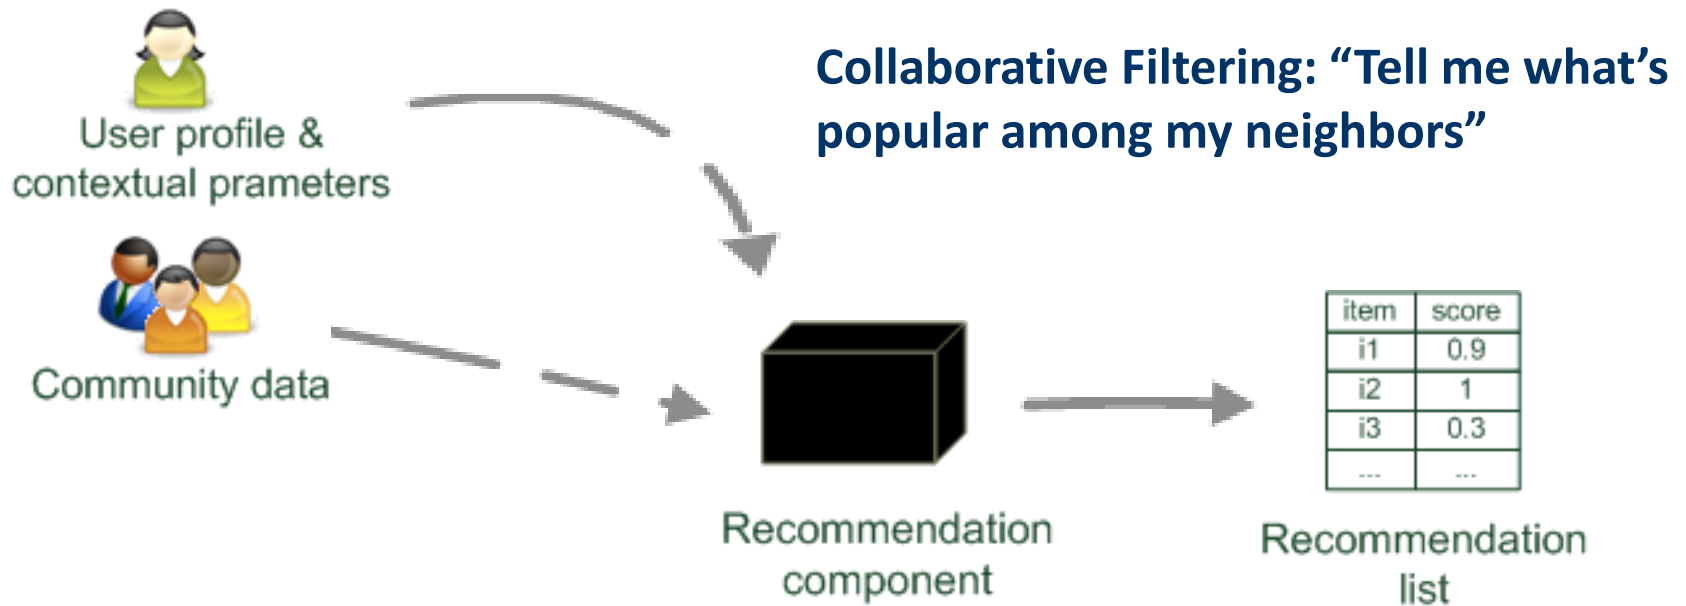 Collaborative Filtering: “Tell me what’s
popular among my neighbors”
User profile &
contextual prameters
Community data
Recommendation
component
item score
i1 0.9
i2 1
i3 0.3
... ...
Recommendation
list